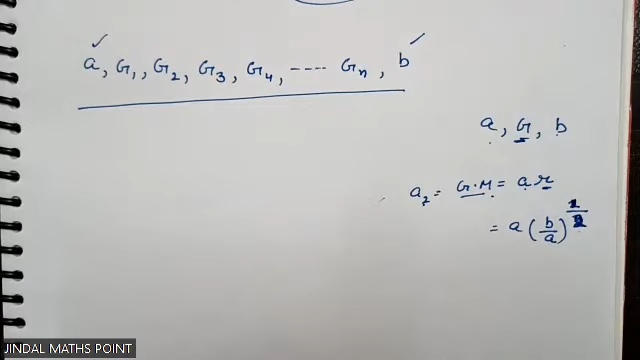 a, G₁, G₂, G₃, G₄, ---- Gₙ, b
a, G, b
a₂ = G.M = ar
= a(b/a)^(1/2)
JINDAL MATHS POINT